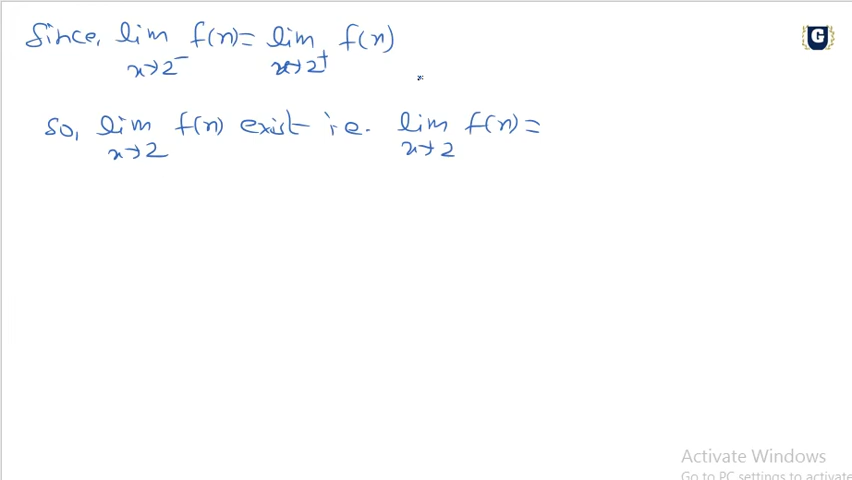 Since, lim f(x) = lim f(x)
x→2⁻ x→2⁺
So, lim f(x) exist i.e. lim f(x) =
x→2 x→2
G
Activate Windows
Go to PC settings to activate